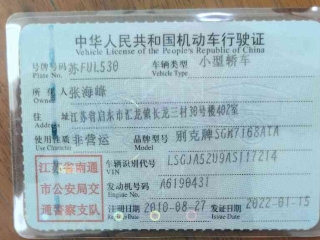 中华人民共和国机动车行驶证
Vehicle License of the People's Republic of China
号牌号码 苏FUL530 车辆类型 小型轿车
Plate No. Vehicle Type
所有人 张海峰
Owner
住址 江苏省启东市汇龙镇长龙三村38号楼402室
Address
使用性质 非营运 品牌型号 别克牌SGM7168ATA
Use Character
江苏省南通
市公安局交
通警察支队
车辆识别代号
VIN
发动机号码 A6190431
Engine No.
注册日期 2010-08-27 发证日期 2022-01-15
Register Date Issue Date